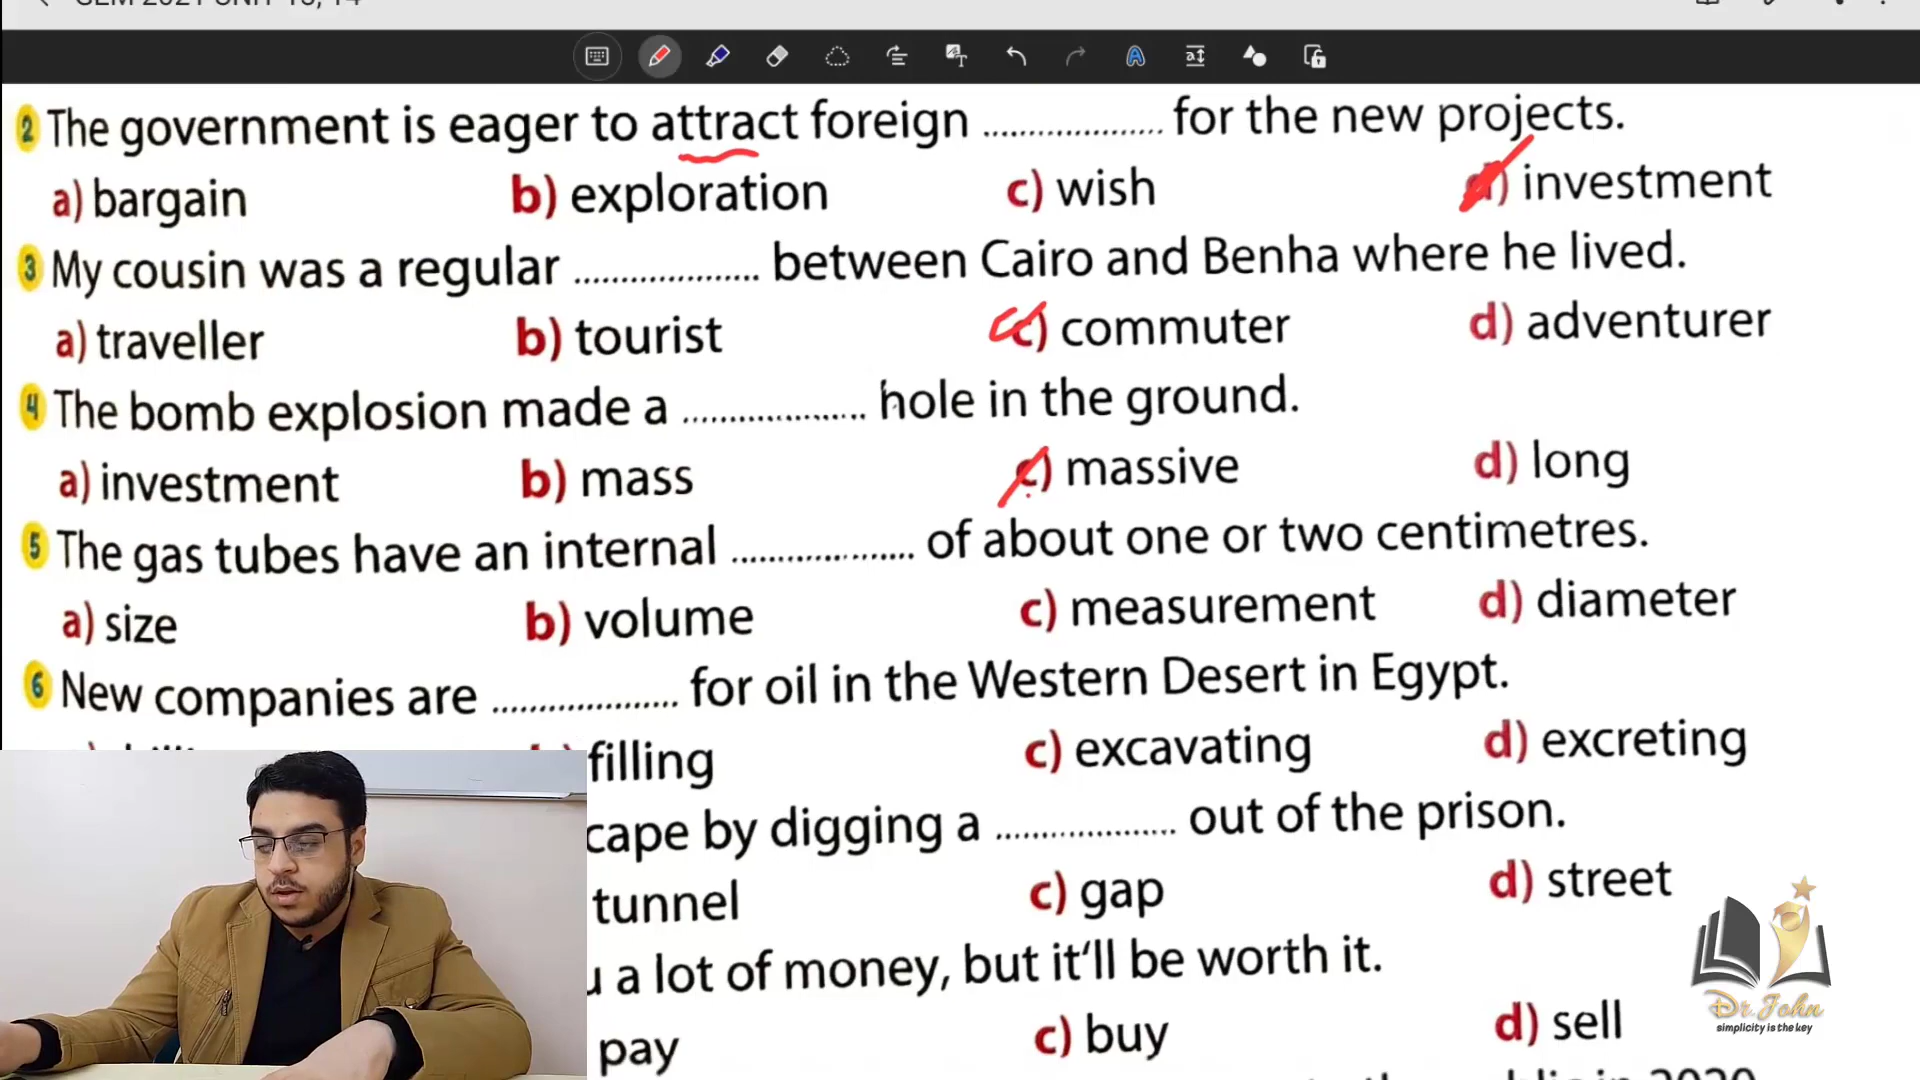 2 The government is eager to attract foreign .................... for the new projects.
a) bargain b) exploration c) wish d) investment
3 My cousin was a regular .................... between Cairo and Benha where he lived.
a) traveller b) tourist c) commuter d) adventurer
4 The bomb explosion made a .................... hole in the ground.
a) investment b) mass c) massive d) long
5 The gas tubes have an internal .................... of about one or two centimetres.
a) size b) volume c) measurement d) diameter
6 New companies are .................... for oil in the Western Desert in Egypt.
filling c) excavating d) excreting
cape by digging a .................... out of the prison.
tunnel c) gap d) street
u a lot of money, but it'll be worth it.
pay c) buy d) sell
Dr. John
simplicity is the key